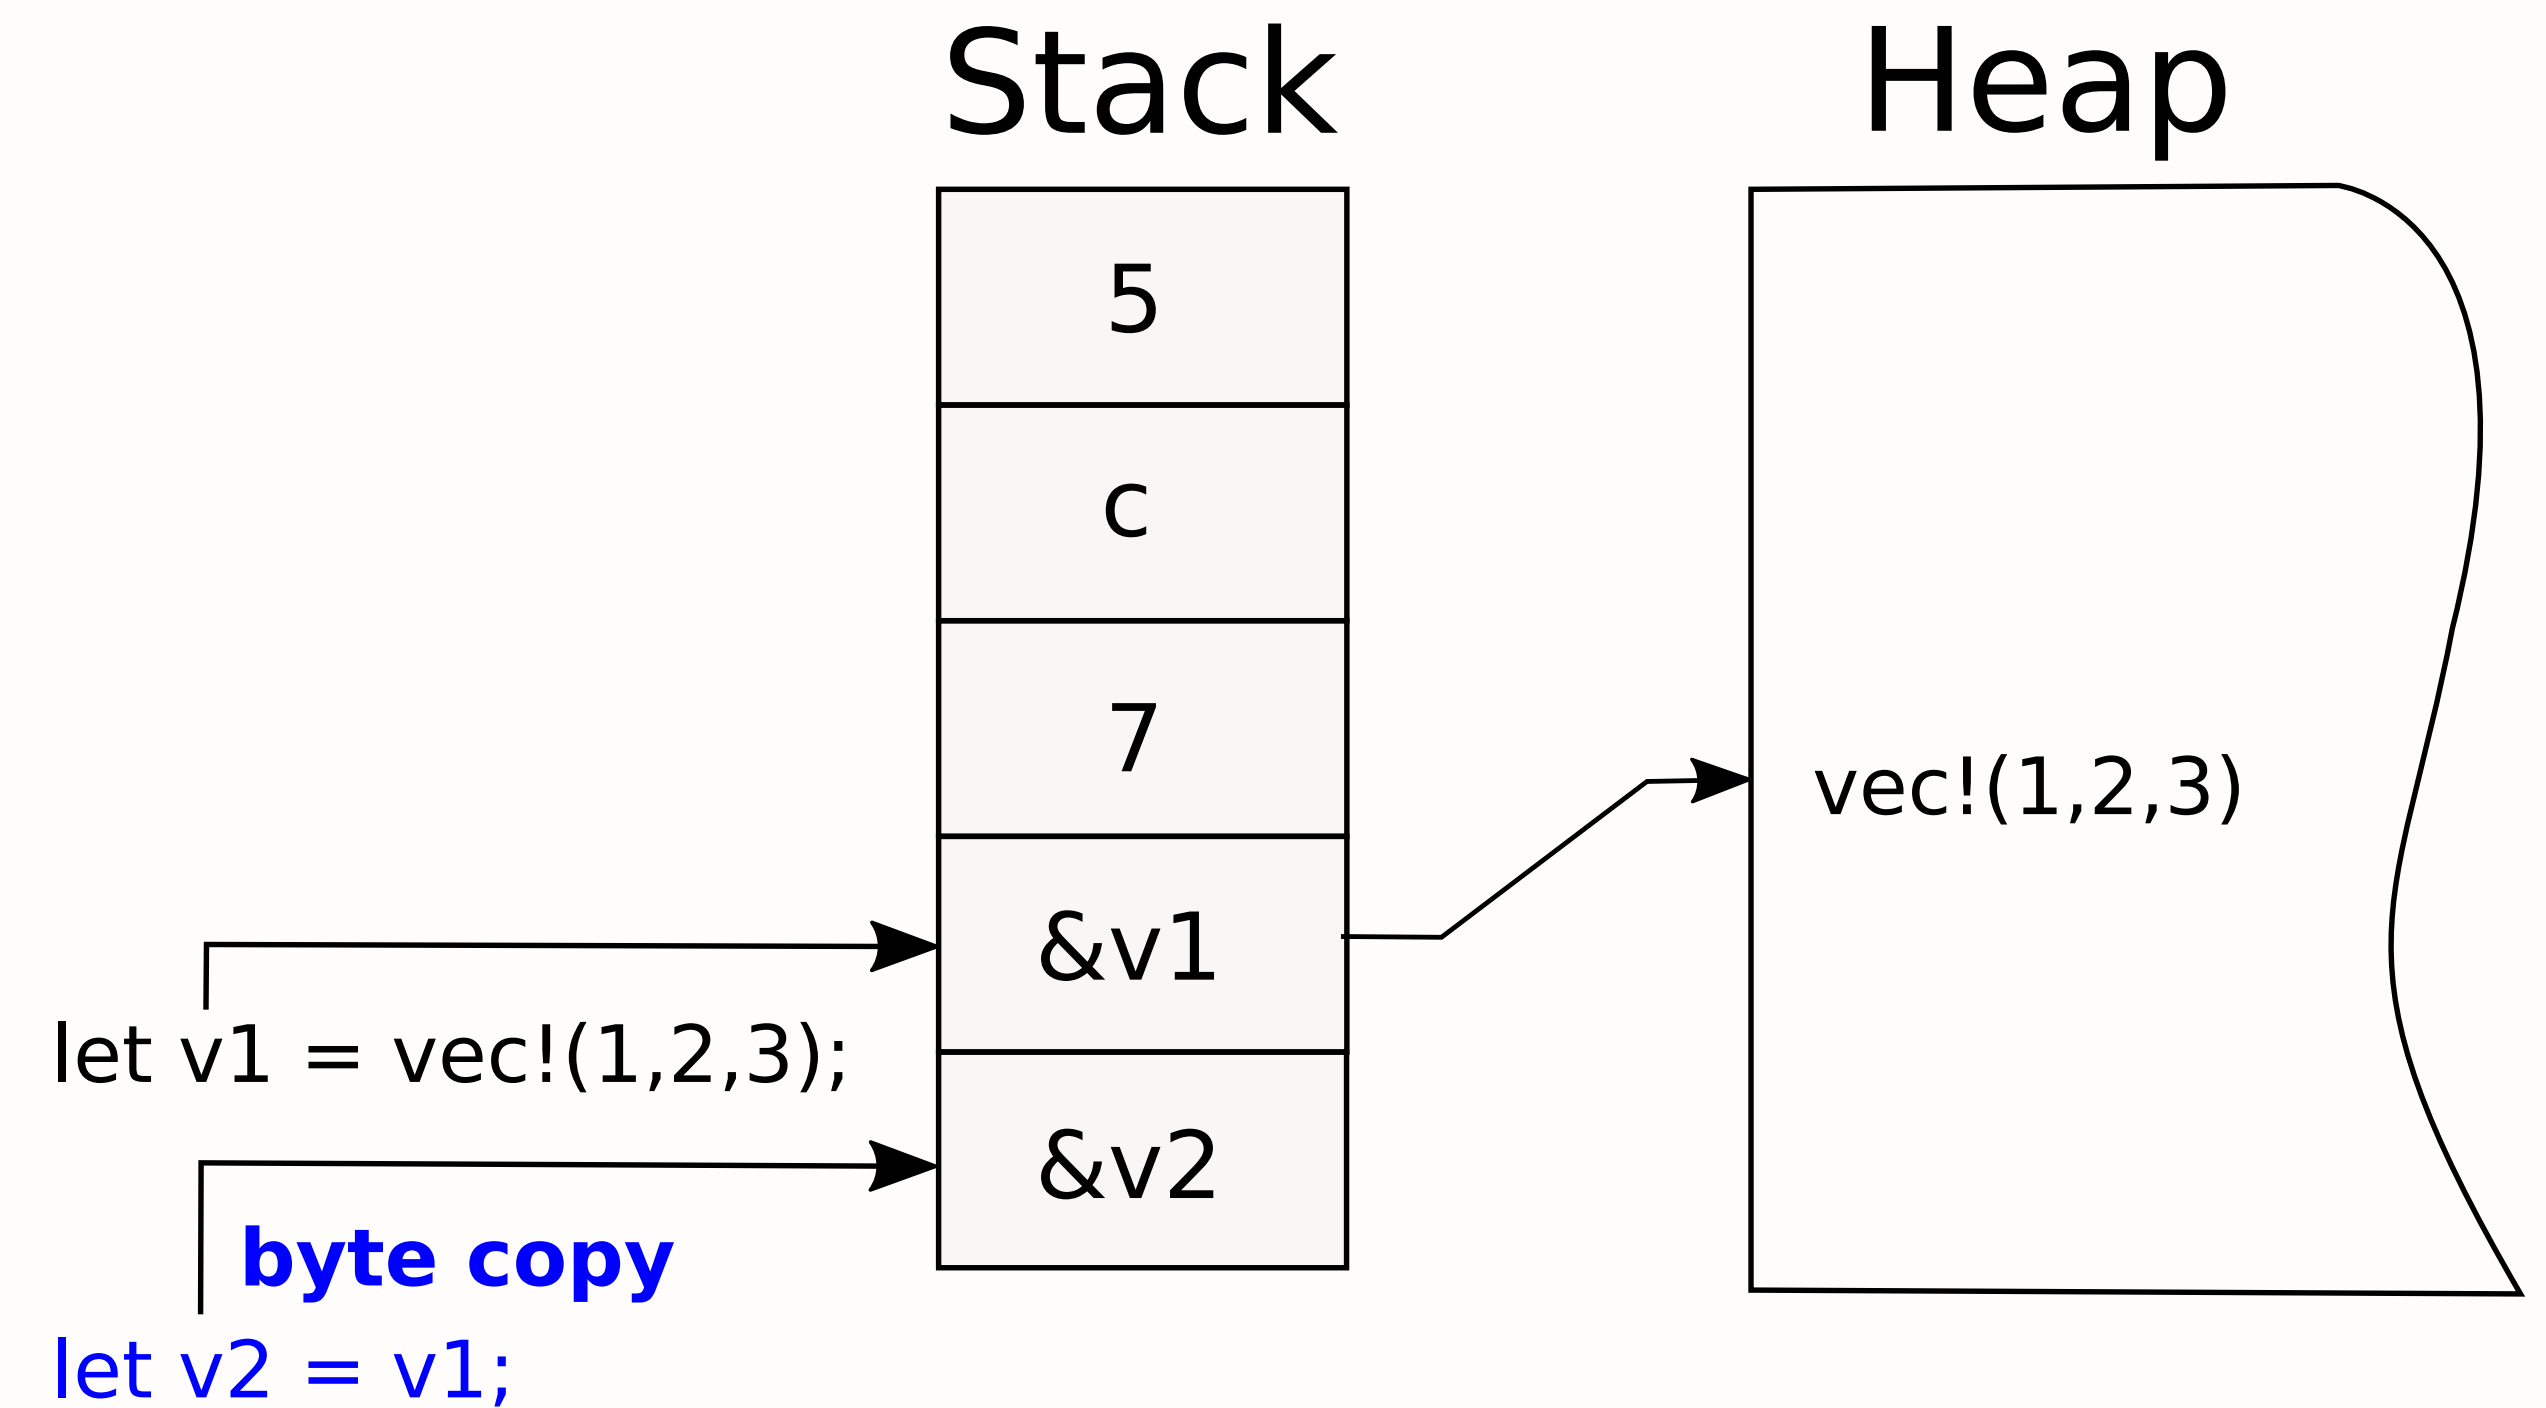 Stack
Heap
5
c
7
vec!(1,2,3)
&v1
let v1 = vec!(1,2,3);
&v2
byte copy
let v2 = v1;